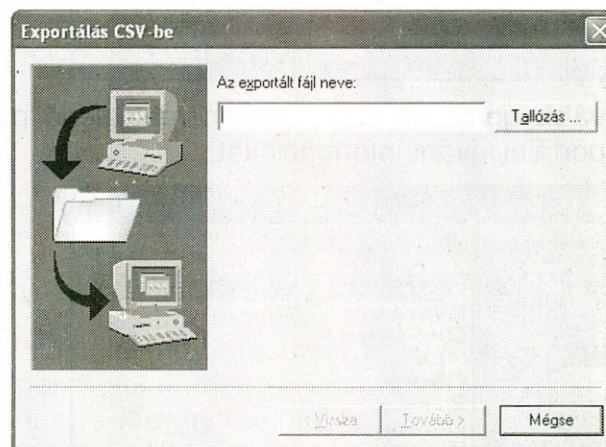 Exportálás CSV-be
Az exportált fájl neve:
Tallózás ...
Vissza
Tovább >
Mégse